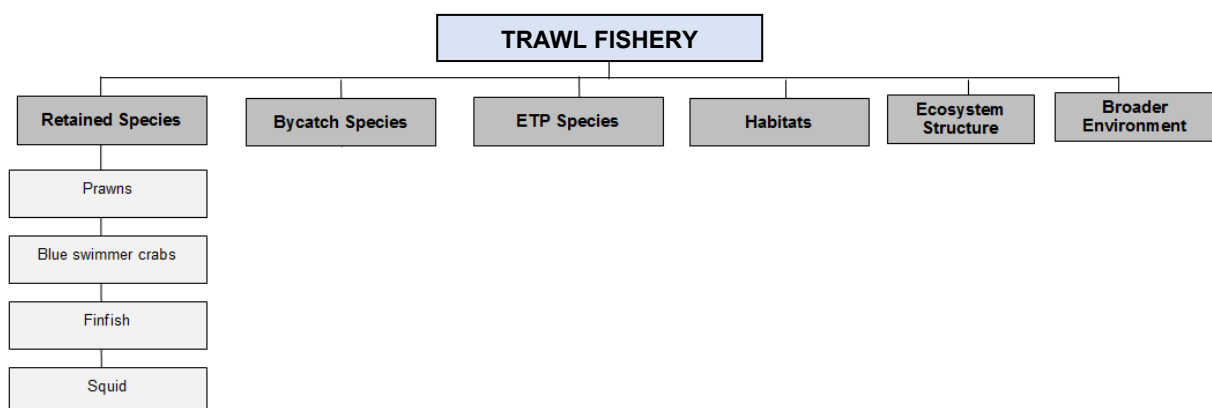 TRAWL FISHERY
Retained Species
Bycatch Species
ETP Species
Habitats
Ecosystem
Structure
Broader
Environment
Prawns
Blue swimmer crabs
Finfish
Squid